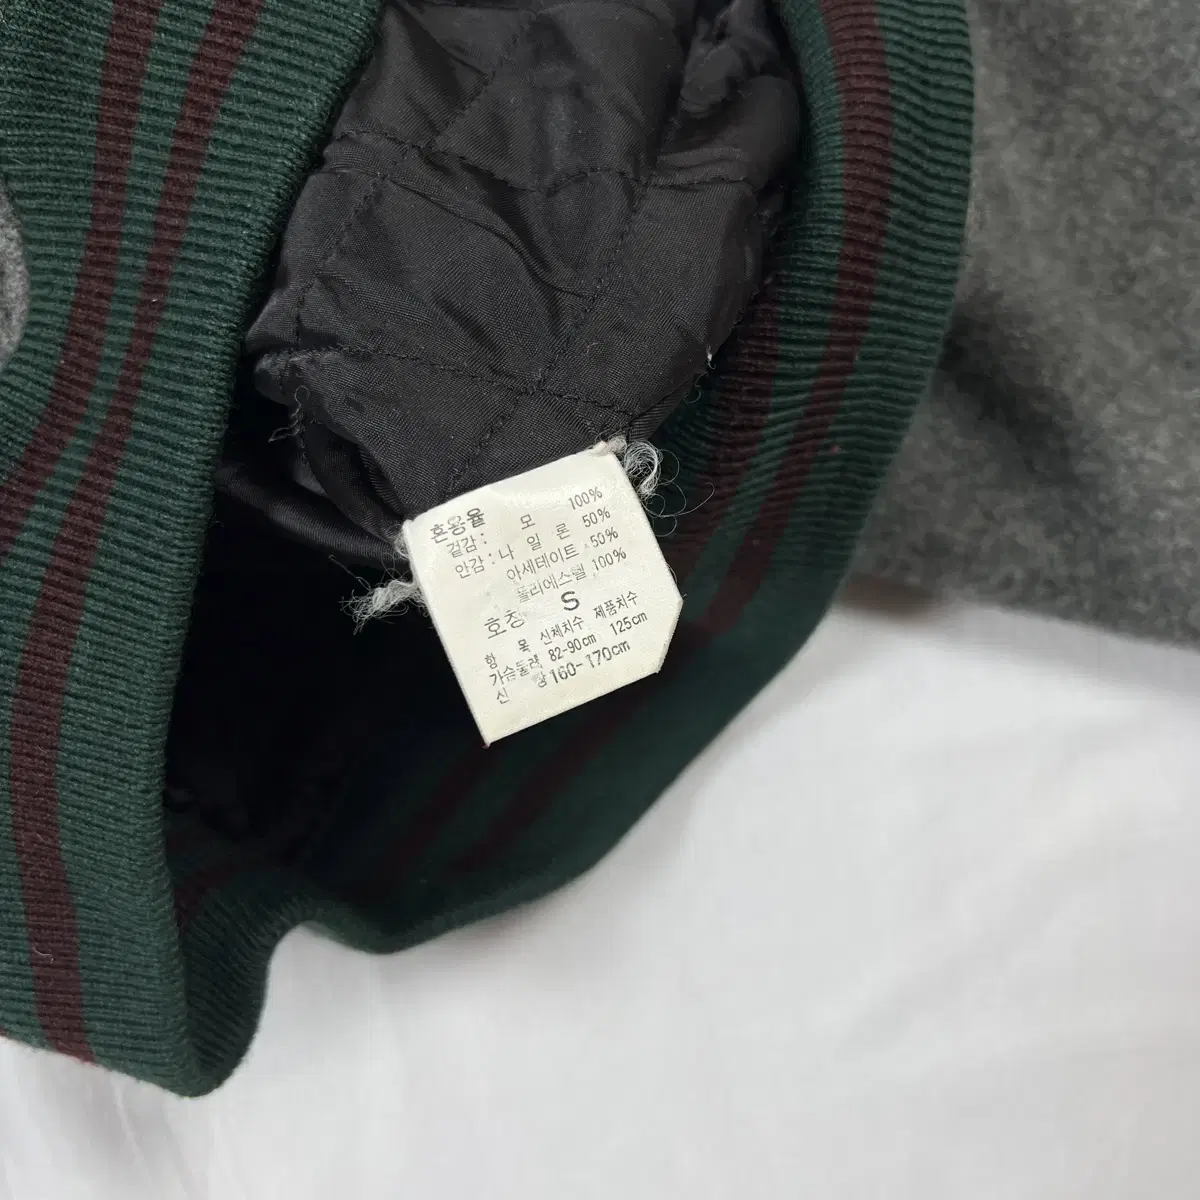 혼용율
겉감: 모 100%
안감: 나 일 론 50%
아세테이트 50%
폴리에스텔 100%
호칭 S
항 목 신체치수 제품치수
가슴둘레 82-90cm 125cm
신 장 160-170cm